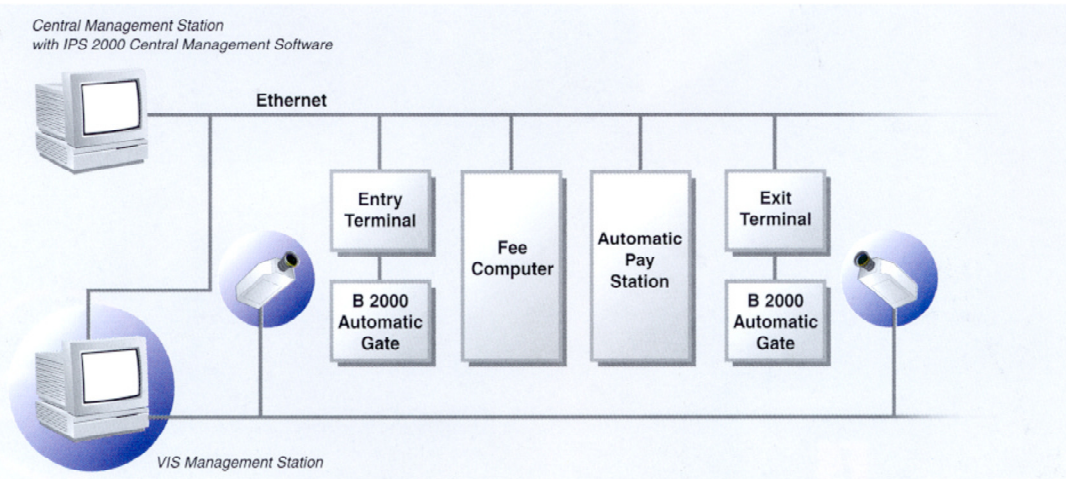 Central Management Station
with IPS 2000 Central Management Software
Ethernet
Entry
Terminal
Fee
Computer
Automatic
Pay
Station
Exit
Terminal
B 2000
Automatic
Gate
B 2000
Automatic
Gate
VIS Management Station